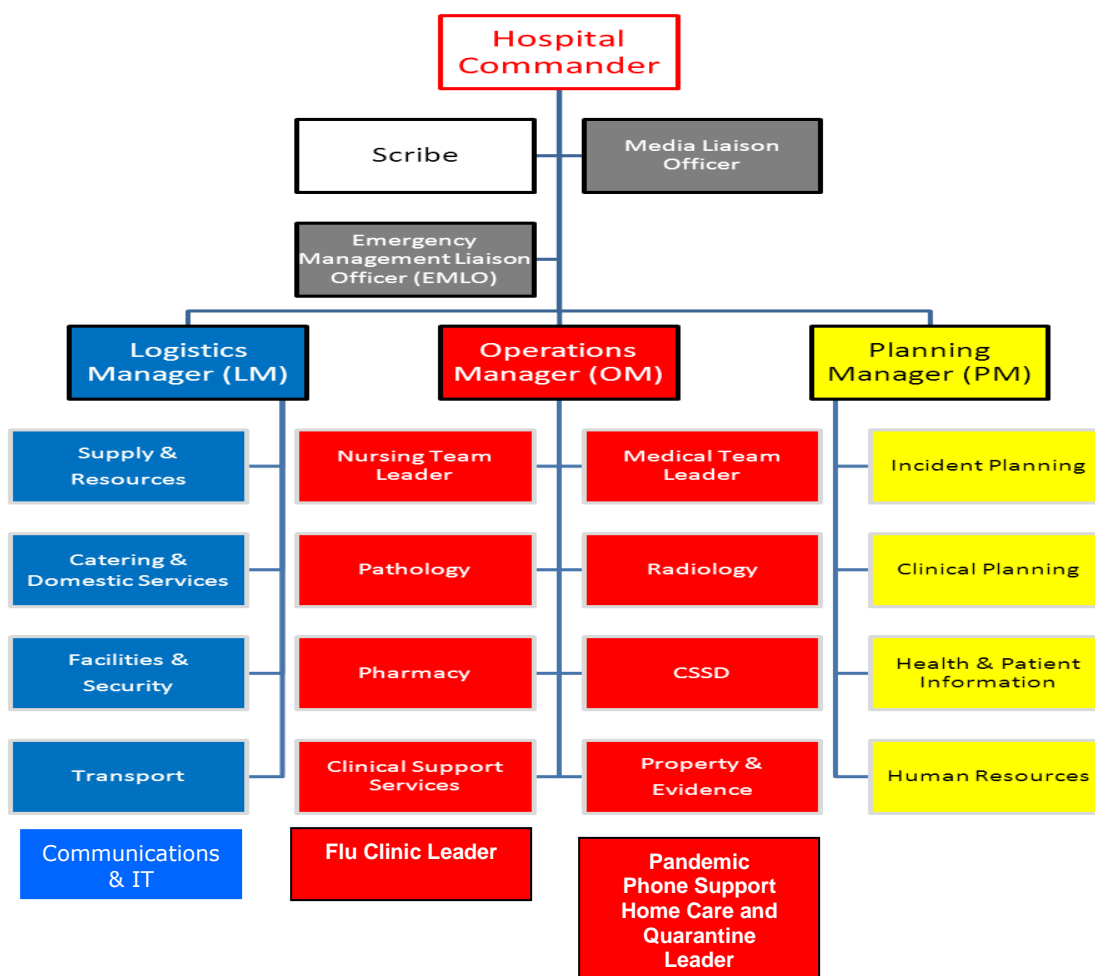 Hospital
Commander
Scribe
Media Liaison
Officer
Emergency
Management Liaison
Officer (EMLO)
Logistics
Manager (LM)
Operations
Manager (OM)
Planning
Manager (PM)
Supply &
Resources
Nursing Team
Leader
Medical Team
Leader
Incident Planning
Catering &
Domestic Services
Pathology
Radiology
Clinical Planning
Facilities &
Security
Pharmacy
CSSD
Health & Patient
Information
Transport
Clinical Support
Services
Property &
Evidence
Human Resources
Communications
& IT
Flu Clinic Leader
Pandemic
Phone Support
Home Care and
Quarantine
Leader